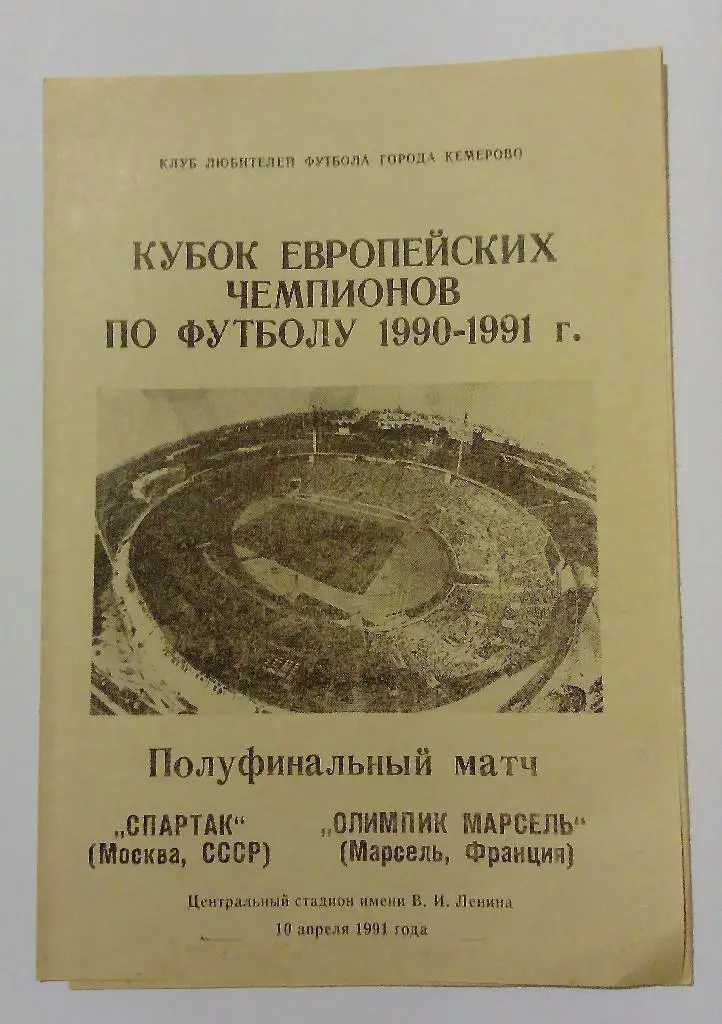 КЛУБ ЛЮБИТЕЛЕЙ ФУТБОЛА ГОРОДА КЕМЕРОВО
КУБОК ЕВРОПЕЙСКИХ
ЧЕМПИОНОВ
ПО ФУТБОЛУ 1990-1991 г.
Полуфинальный матч
„СПАРТАК“ „ОЛИМПИК МАРСЕЛЬ“
(Москва, СССР) (Марсель, Франция)
Центральный стадион имени В. И. Ленина
10 апреля 1991 года